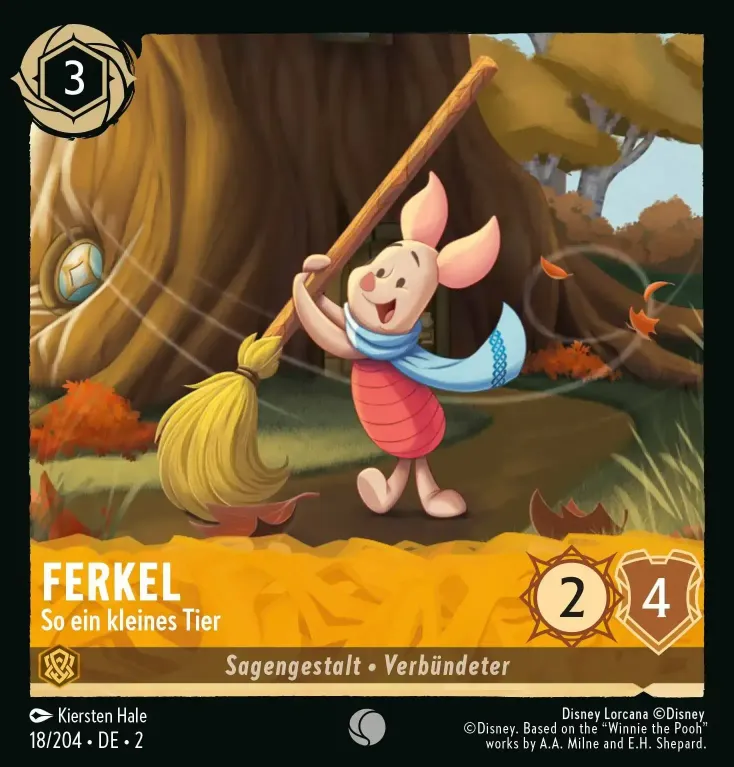 3
FERKEL
So ein kleines Tier
2
4
Sagengestalt • Verbündeter
Kiersten Hale
18/204 • DE • 2
Disney Lorcana ©Disney
©Disney. Based on the “Winnie the Pooh”
works by A.A. Milne and E.H. Shepard.